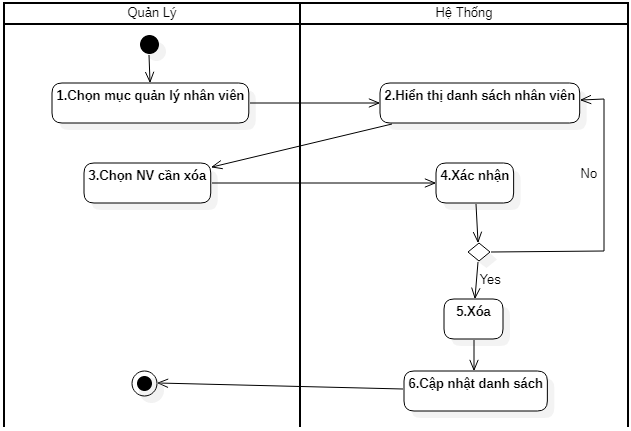 Quản Lý
Hệ Thống
1.Chọn mục quản lý nhân viên
2.Hiển thị danh sách nhân viên
3.Chọn NV cần xóa
4.Xác nhận
No
Yes
5.Xóa
6.Cập nhật danh sách